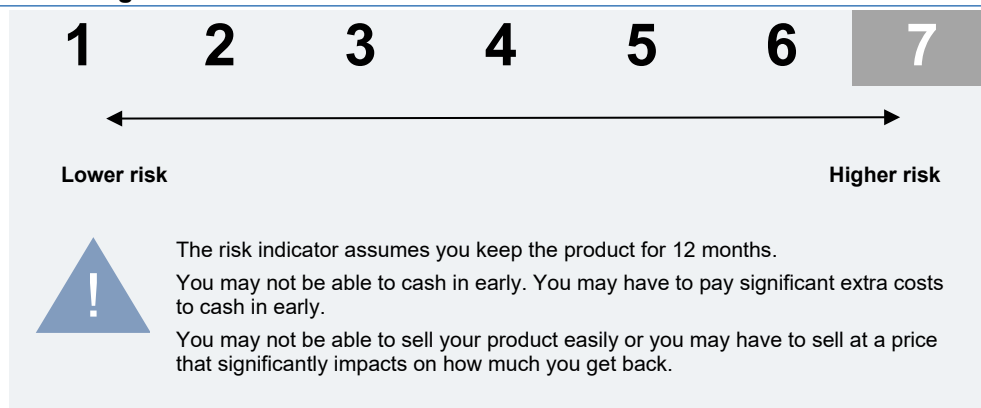 1 2 3 4 5 6 7
Lower risk Higher risk
!
The risk indicator assumes you keep the product for 12 months.
You may not be able to cash in early. You may have to pay significant extra costs
to cash in early.
You may not be able to sell your product easily or you may have to sell at a price
that significantly impacts on how much you get back.